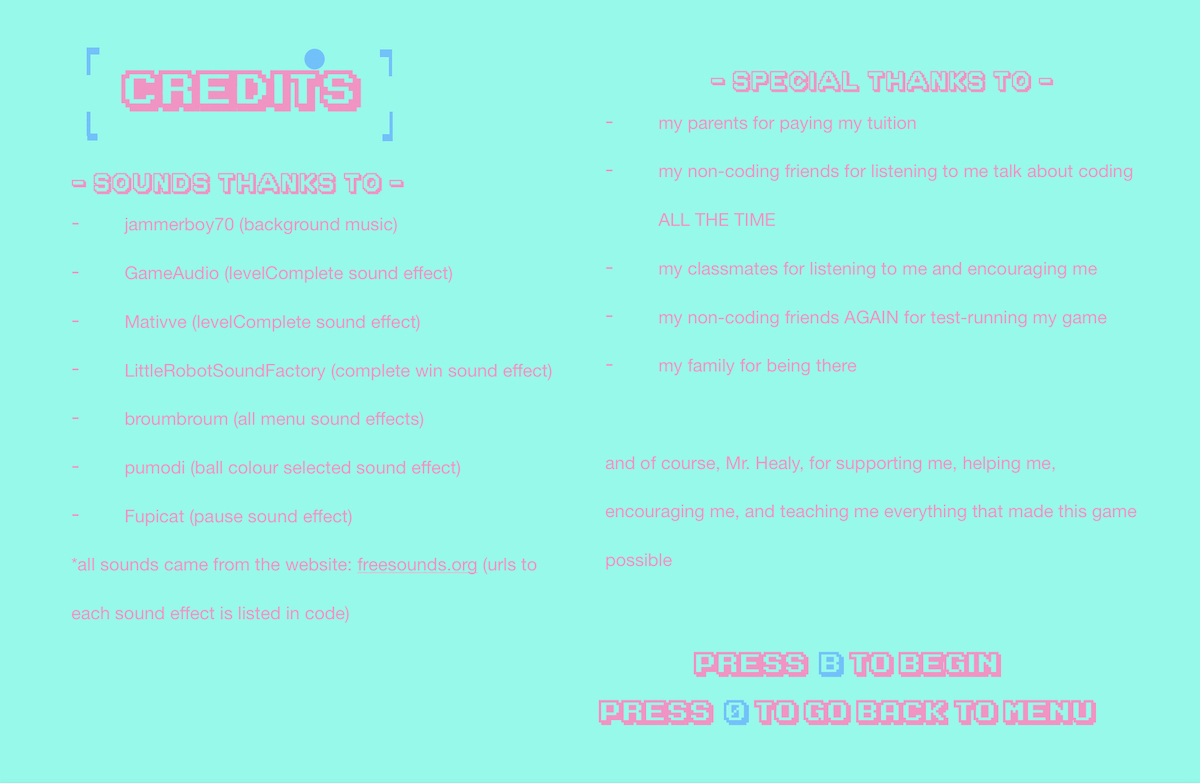 CREDITS
- SOUNDS THANKS TO -
- jammerboy70 (background music)
- GameAudio (levelComplete sound effect)
- Mativve (levelComplete sound effect)
- LittleRobotSoundFactory (complete win sound effect)
- broumbroum (all menu sound effects)
- pumodi (ball colour selected sound effect)
- Fupicat (pause sound effect)
*all sounds came from the website: freesounds.org (urls to
each sound effect is listed in code)
- SPECIAL THANKS TO -
- my parents for paying my tuition
- my non-coding friends for listening to me talk about coding
ALL THE TIME
- my classmates for listening to me and encouraging me
- my non-coding friends AGAIN for test-running my game
- my family for being there
and of course, Mr. Healy, for supporting me, helping me,
encouraging me, and teaching me everything that made this game
possible
PRESS B TO BEGIN
PRESS 0 TO GO BACK TO MENU